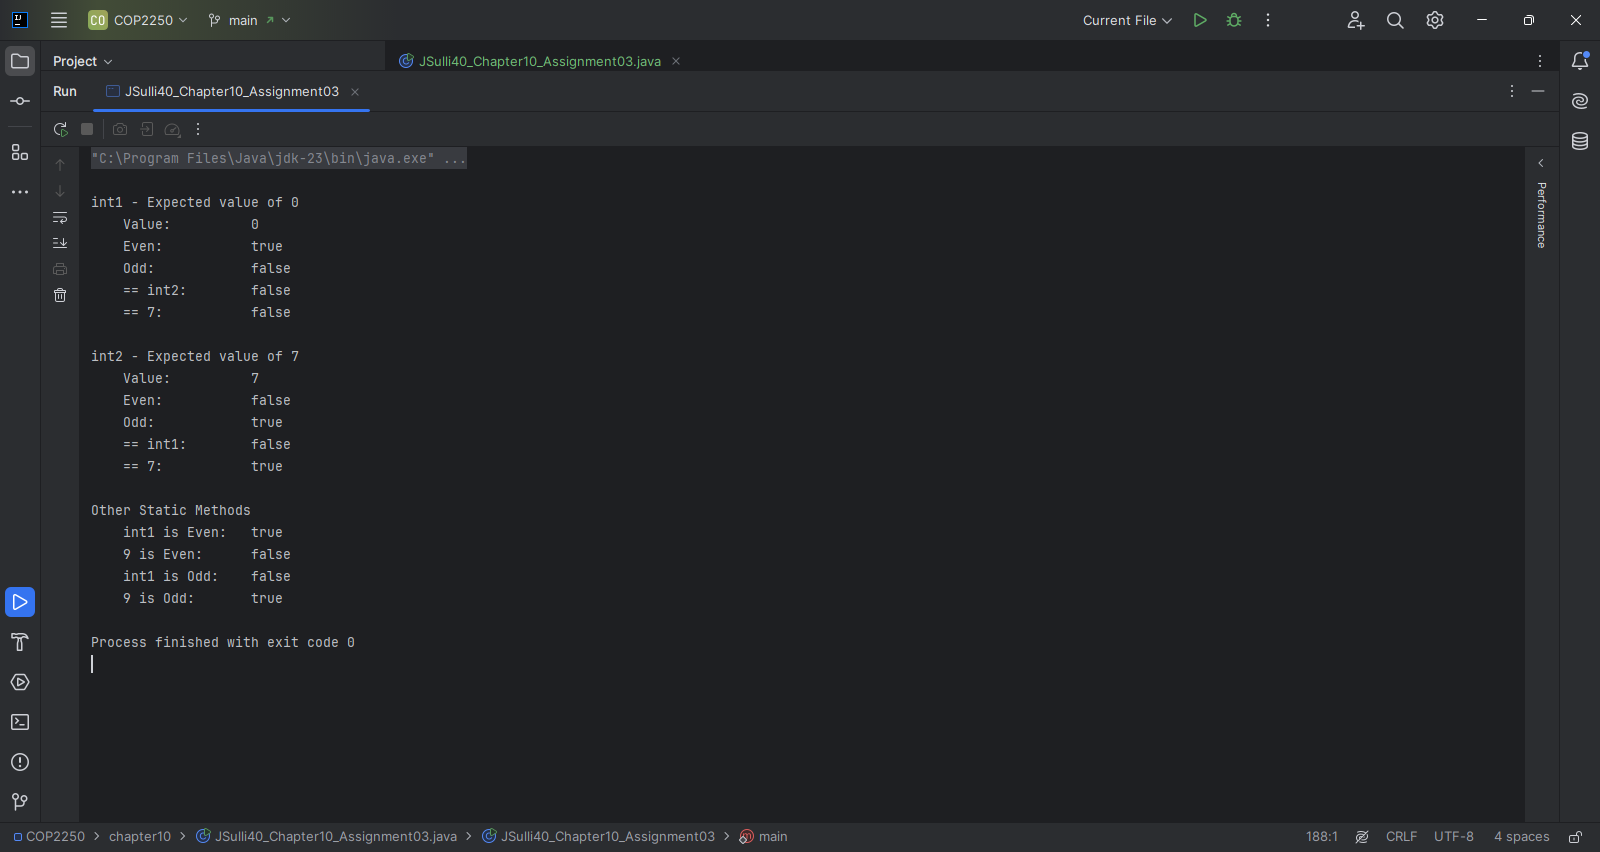 CO COP2250 main Current File
Project JSulli40_Chapter10_Assignment03.java
Run JSulli40_Chapter10_Assignment03
"C:\Program Files\Java\jdk-23\bin\java.exe" ...
int1 - Expected value of 0
Value: 0
Even: true
Odd: false
== int2: false
== 7: false
int2 - Expected value of 7
Value: 7
Even: false
Odd: true
== int1: false
== 7: true
Other Static Methods
int1 is Even: true
9 is Even: false
int1 is Odd: false
9 is Odd: true
Process finished with exit code 0
Performance
COP2250 > chapter10 > JSulli40_Chapter10_Assignment03.java > JSulli40_Chapter10_Assignment03 > main 188:1 CRLF UTF-8 4 spaces